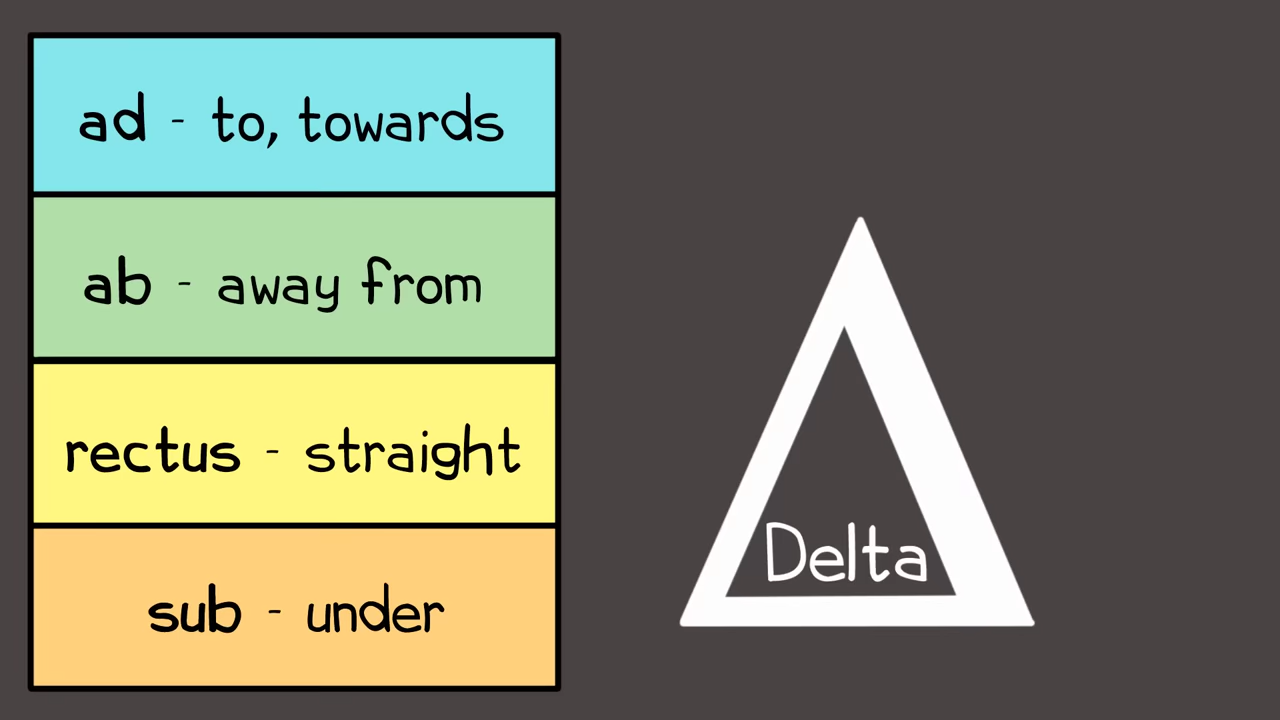 ad - to, towards
ab - away from
rectus - straight
sub - under
Delta